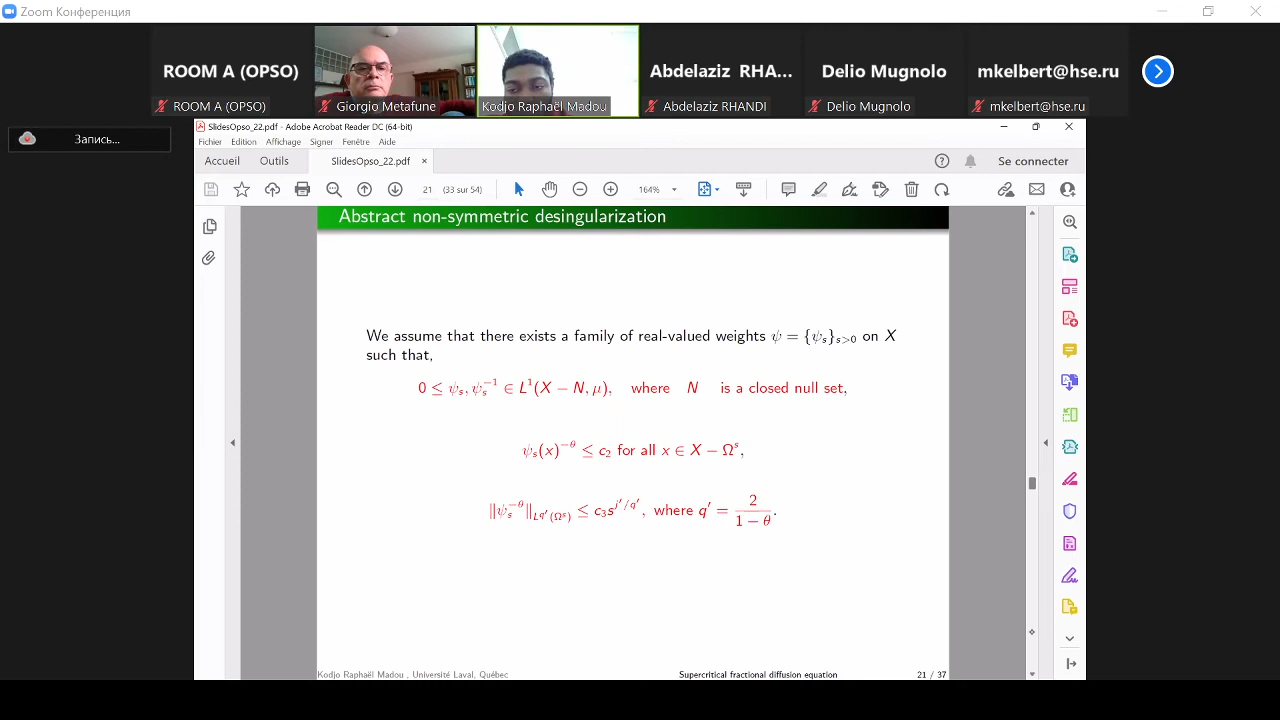 Zoom Конференция
ROOM A (OPSO)
Abdelaziz RHA...
Delio Mugnolo
mkelbert@hse.ru
ROOM A (OPSO)
Giorgio Metafune
Kodjo Raphaël Madou
Abdelaziz RHANDI
Delio Mugnolo
mkelbert@hse.ru
Запись...
SlidesOpso_22.pdf - Adobe Acrobat Reader DC (64-bit)
Fichier Edition Affichage Signer Fenêtre Aide
Accueil Outils SlidesOpso_22.pdf × Se connecter
21 (33 sur 54) 164%
Abstract non-symmetric desingularization
We assume that there exists a family of real-valued weights ψ = {ψ_s}_{s>0} on X
such that,
0 ≤ ψ_s, ψ_s^{-1} ∈ L^1(X − N, μ), where N is a closed null set,
ψ_s(x)^{-θ} ≤ c_2 for all x ∈ X − Ω^s,
‖ψ_s^{-θ}‖_{L^{q'}(Ω^s)} ≤ c_3 s^{j'/q'}, where q' = 2/(1 − θ).
Kodjo Raphaël Madou , Université Laval, Québec Supercritical fractional diffusion equation 21 / 37